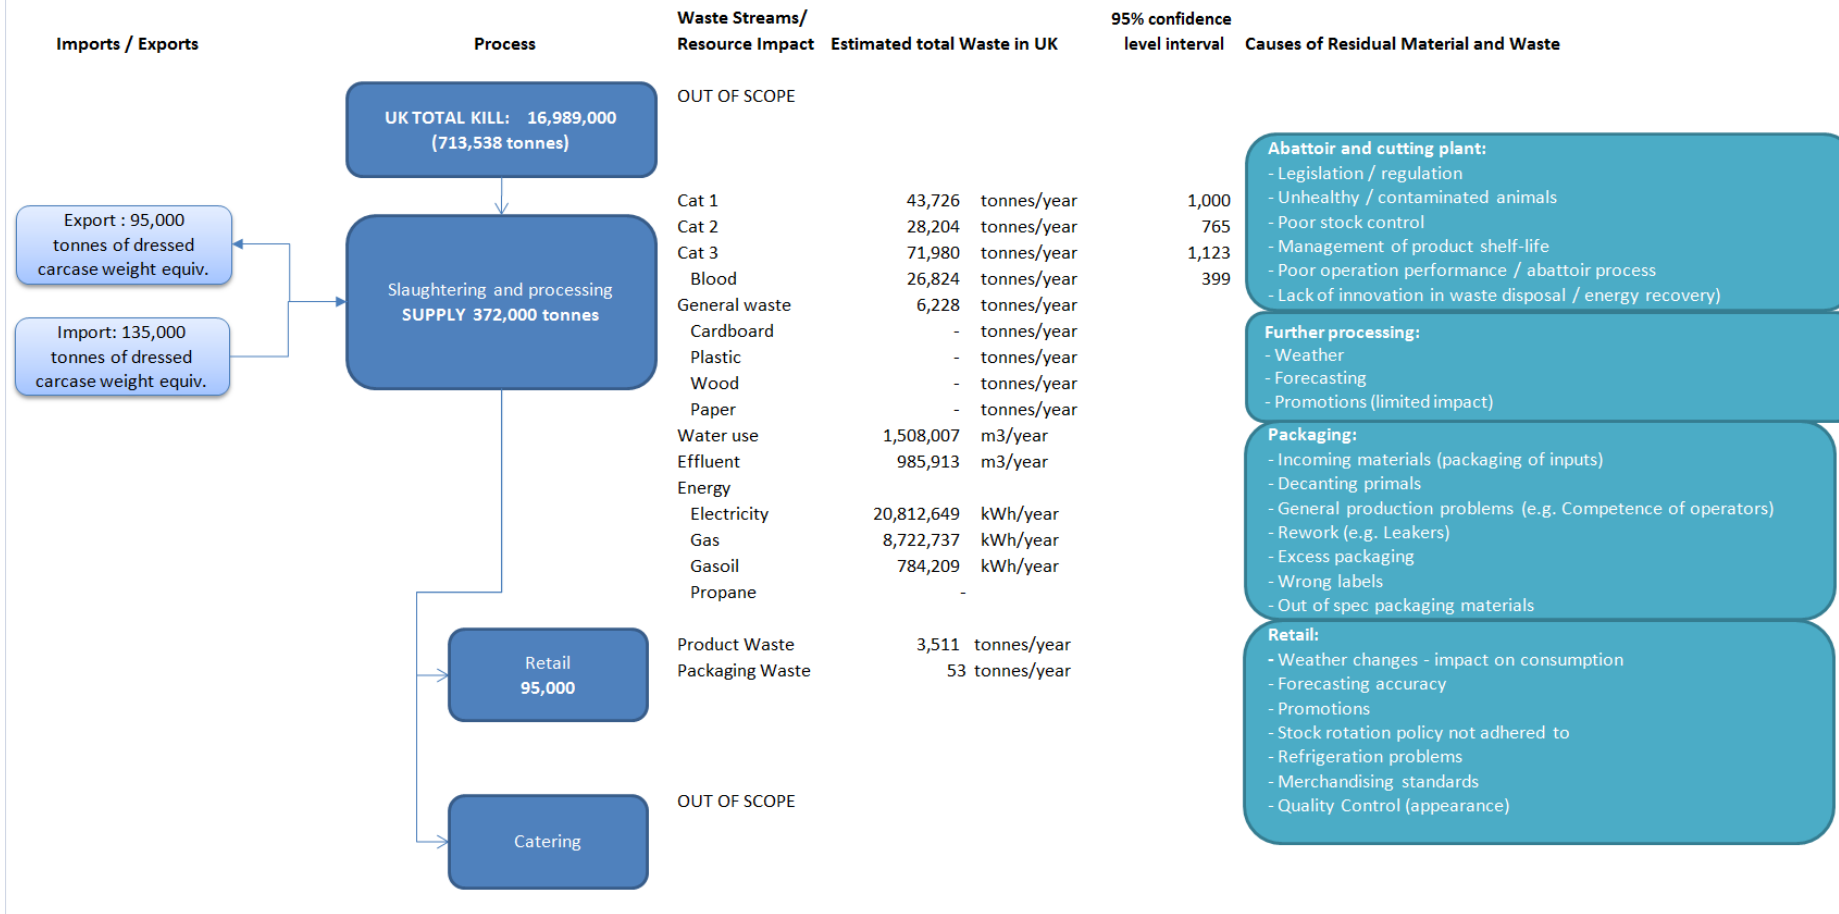 Imports / Exports
Process
Waste Streams/
Resource Impact
Estimated total Waste in UK
95% confidence
level interval
Causes of Residual Material and Waste
UK TOTAL KILL: 16,989,000
(713,538 tonnes)
OUT OF SCOPE
Export : 95,000
tonnes of dressed
carcase weight equiv.
Import: 135,000
tonnes of dressed
carcase weight equiv.
Slaughtering and processing
SUPPLY 372,000 tonnes
Cat 1 43,726 tonnes/year 1,000
Cat 2 28,204 tonnes/year 765
Cat 3 71,980 tonnes/year 1,123
Blood 26,824 tonnes/year 399
General waste 6,228 tonnes/year
Cardboard - tonnes/year
Plastic - tonnes/year
Wood - tonnes/year
Paper - tonnes/year
Water use 1,508,007 m3/year
Effluent 985,913 m3/year
Energy
Electricity 20,812,649 kWh/year
Gas 8,722,737 kWh/year
Gasoil 784,209 kWh/year
Propane -
Retail
95,000
Product Waste 3,511 tonnes/year
Packaging Waste 53 tonnes/year
Catering
OUT OF SCOPE
Abattoir and cutting plant:
- Legislation / regulation
- Unhealthy / contaminated animals
- Poor stock control
- Management of product shelf-life
- Poor operation performance / abattoir process
- Lack of innovation in waste disposal / energy recovery)
Further processing:
- Weather
- Forecasting
- Promotions (limited impact)
Packaging:
- Incoming materials (packaging of inputs)
- Decanting primals
- General production problems (e.g. Competence of operators)
- Rework (e.g. Leakers)
- Excess packaging
- Wrong labels
- Out of spec packaging materials
Retail:
- Weather changes - impact on consumption
- Forecasting accuracy
- Promotions
- Stock rotation policy not adhered to
- Refrigeration problems
- Merchandising standards
- Quality Control (appearance)